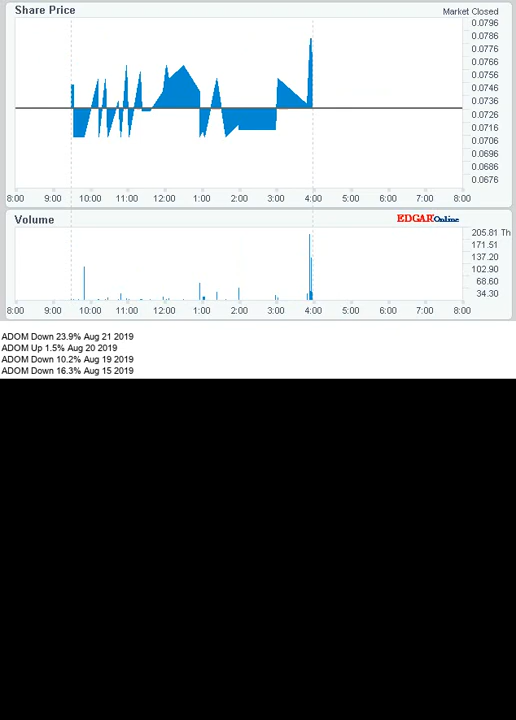 Share Price
Market Closed
0.0796
0.0786
0.0776
0.0766
0.0756
0.0746
0.0736
0.0726
0.0716
0.0706
0.0696
0.0686
0.0676
8:00 9:00 10:00 11:00 12:00 1:00 2:00 3:00 4:00 5:00 6:00 7:00 8:00
Volume
EDGAR Online
205.81 Th
171.51
137.20
102.90
68.60
34.30
8:00 9:00 10:00 11:00 12:00 1:00 2:00 3:00 4:00 5:00 6:00 7:00 8:00
ADOM Down 23.9% Aug 21 2019
ADOM Up 1.5% Aug 20 2019
ADOM Down 10.2% Aug 19 2019
ADOM Down 16.3% Aug 15 2019